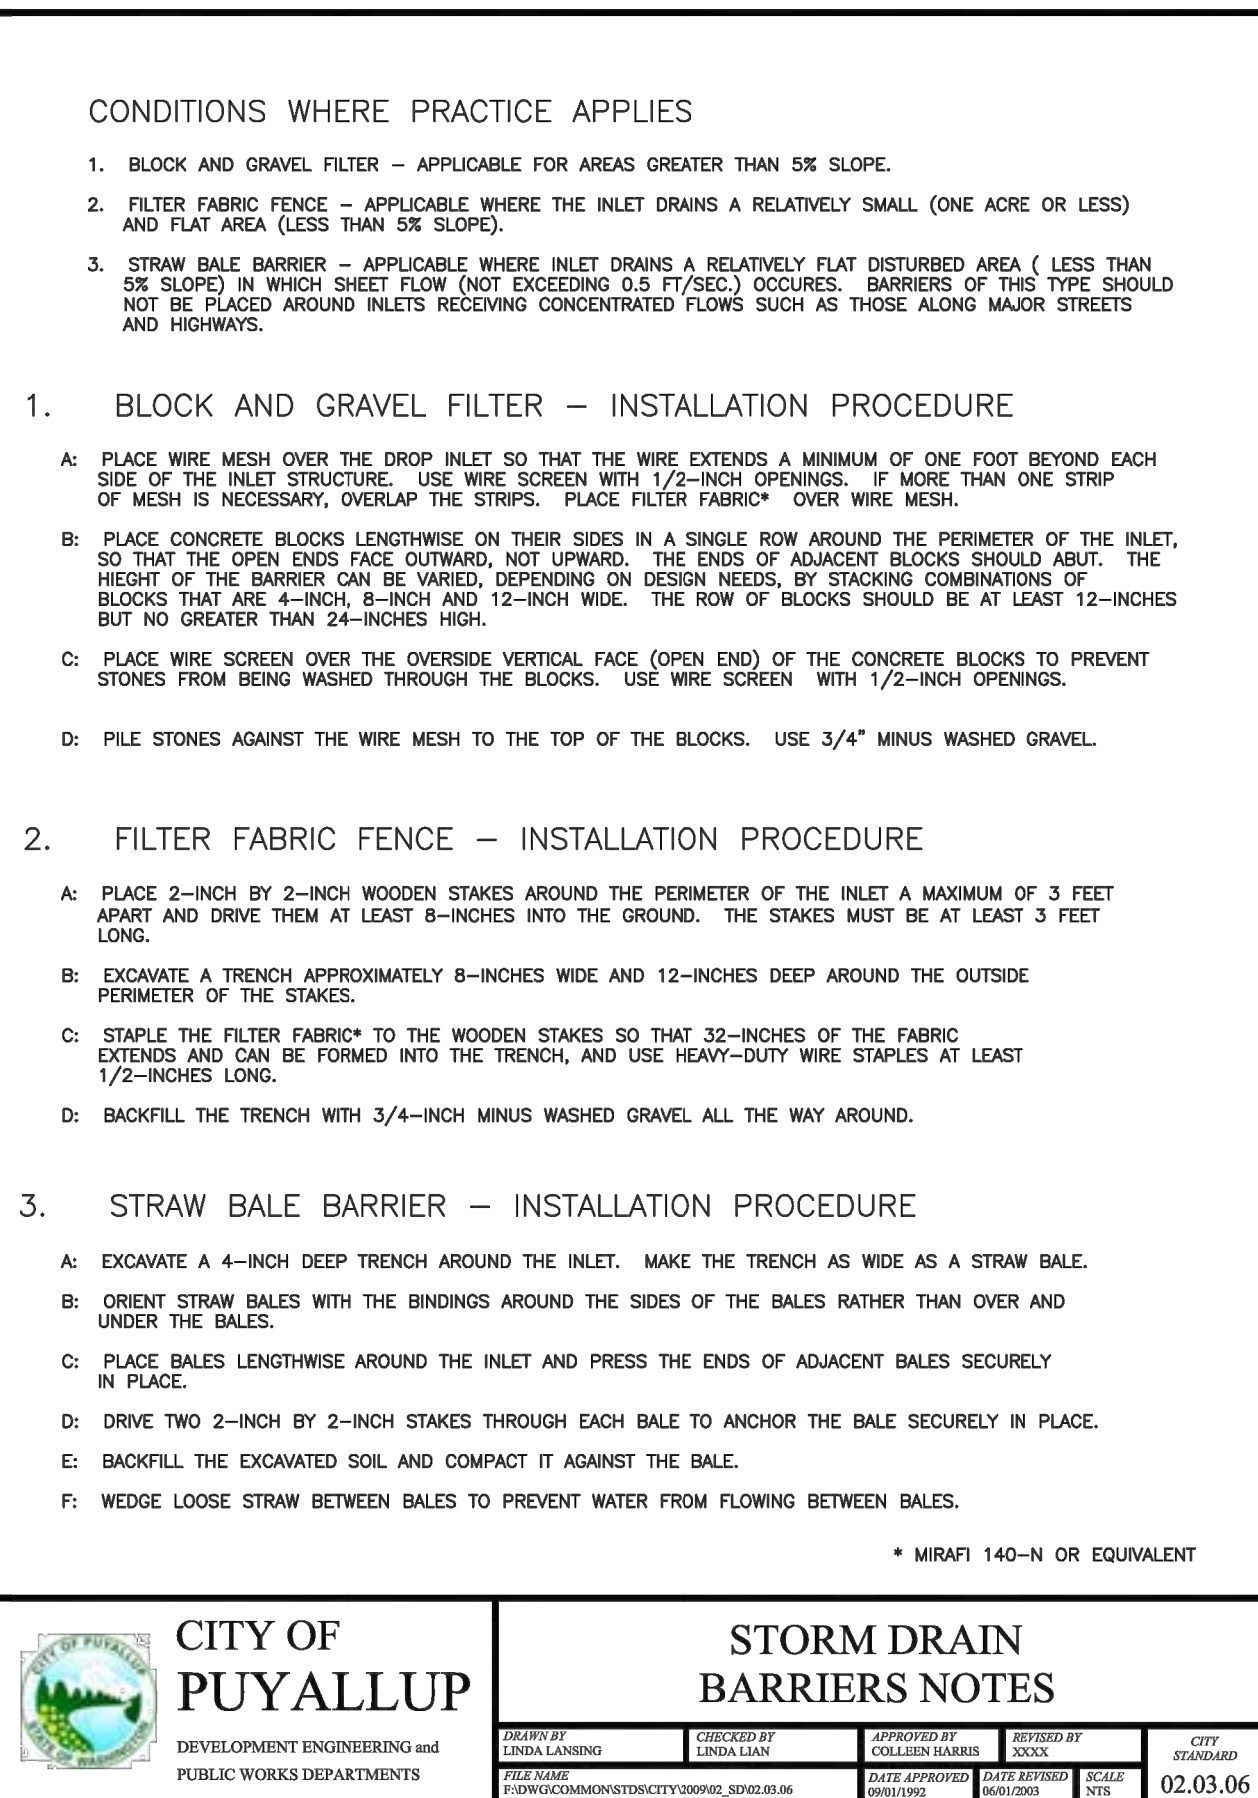 CONDITIONS WHERE PRACTICE APPLIES
1. BLOCK AND GRAVEL FILTER – APPLICABLE FOR AREAS GREATER THAN 5% SLOPE.
2. FILTER FABRIC FENCE – APPLICABLE WHERE THE INLET DRAINS A RELATIVELY SMALL (ONE ACRE OR LESS)
AND FLAT AREA (LESS THAN 5% SLOPE).
3. STRAW BALE BARRIER – APPLICABLE WHERE INLET DRAINS A RELATIVELY FLAT DISTURBED AREA ( LESS THAN
5% SLOPE) IN WHICH SHEET FLOW (NOT EXCEEDING 0.5 FT/SEC.) OCCURES. BARRIERS OF THIS TYPE SHOULD
NOT BE PLACED AROUND INLETS RECEIVING CONCENTRATED FLOWS SUCH AS THOSE ALONG MAJOR STREETS
AND HIGHWAYS.
1. BLOCK AND GRAVEL FILTER – INSTALLATION PROCEDURE
A: PLACE WIRE MESH OVER THE DROP INLET SO THAT THE WIRE EXTENDS A MINIMUM OF ONE FOOT BEYOND EACH
SIDE OF THE INLET STRUCTURE. USE WIRE SCREEN WITH 1/2-INCH OPENINGS. IF MORE THAN ONE STRIP
OF MESH IS NECESSARY, OVERLAP THE STRIPS. PLACE FILTER FABRIC* OVER WIRE MESH.
B: PLACE CONCRETE BLOCKS LENGTHWISE ON THEIR SIDES IN A SINGLE ROW AROUND THE PERIMETER OF THE INLET,
SO THAT THE OPEN ENDS FACE OUTWARD, NOT UPWARD. THE ENDS OF ADJACENT BLOCKS SHOULD ABUT. THE
HIEGHT OF THE BARRIER CAN BE VARIED, DEPENDING ON DESIGN NEEDS, BY STACKING COMBINATIONS OF
BLOCKS THAT ARE 4-INCH, 8-INCH AND 12-INCH WIDE. THE ROW OF BLOCKS SHOULD BE AT LEAST 12-INCHES
BUT NO GREATER THAN 24-INCHES HIGH.
C: PLACE WIRE SCREEN OVER THE OVERSIDE VERTICAL FACE (OPEN END) OF THE CONCRETE BLOCKS TO PREVENT
STONES FROM BEING WASHED THROUGH THE BLOCKS. USE WIRE SCREEN WITH 1/2-INCH OPENINGS.
D: PILE STONES AGAINST THE WIRE MESH TO THE TOP OF THE BLOCKS. USE 3/4" MINUS WASHED GRAVEL.
2. FILTER FABRIC FENCE – INSTALLATION PROCEDURE
A: PLACE 2-INCH BY 2-INCH WOODEN STAKES AROUND THE PERIMETER OF THE INLET A MAXIMUM OF 3 FEET
APART AND DRIVE THEM AT LEAST 8-INCHES INTO THE GROUND. THE STAKES MUST BE AT LEAST 3 FEET
LONG.
B: EXCAVATE A TRENCH APPROXIMATELY 8-INCHES WIDE AND 12-INCHES DEEP AROUND THE OUTSIDE
PERIMETER OF THE STAKES.
C: STAPLE THE FILTER FABRIC* TO THE WOODEN STAKES SO THAT 32-INCHES OF THE FABRIC
EXTENDS AND CAN BE FORMED INTO THE TRENCH, AND USE HEAVY-DUTY WIRE STAPLES AT LEAST
1/2-INCHES LONG.
D: BACKFILL THE TRENCH WITH 3/4-INCH MINUS WASHED GRAVEL ALL THE WAY AROUND.
3. STRAW BALE BARRIER – INSTALLATION PROCEDURE
A: EXCAVATE A 4-INCH DEEP TRENCH AROUND THE INLET. MAKE THE TRENCH AS WIDE AS A STRAW BALE.
B: ORIENT STRAW BALES WITH THE BINDINGS AROUND THE SIDES OF THE BALES RATHER THAN OVER AND
UNDER THE BALES.
C: PLACE BALES LENGTHWISE AROUND THE INLET AND PRESS THE ENDS OF ADJACENT BALES SECURELY
IN PLACE.
D: DRIVE TWO 2-INCH BY 2-INCH STAKES THROUGH EACH BALE TO ANCHOR THE BALE SECURELY IN PLACE.
E: BACKFILL THE EXCAVATED SOIL AND COMPACT IT AGAINST THE BALE.
F: WEDGE LOOSE STRAW BETWEEN BALES TO PREVENT WATER FROM FLOWING BETWEEN BALES.
* MIRAFI 140-N OR EQUIVALENT
CITY OF PUYALLUP
STATE OF WASHINGTON
CITY OF
PUYALLUP
DEVELOPMENT ENGINEERING and
PUBLIC WORKS DEPARTMENTS
STORM DRAIN
BARRIERS NOTES
DRAWN BY
LINDA LANSING
CHECKED BY
LINDA LIAN
APPROVED BY
COLLEEN HARRIS
REVISED BY
XXXX
FILE NAME
F:\DWG\COMMON\STDS\CITY\2009\02_SD\02.03.06
DATE APPROVED
09/01/1992
DATE REVISED
06/01/2003
SCALE
NTS
CITY
STANDARD
02.03.06